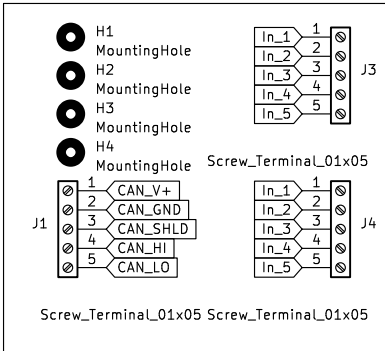 H1
MountingHole
H2
MountingHole
H3
MountingHole
H4
MountingHole
In_1 1
In_2 2
In_3 3
In_4 4
In_5 5
J3
Screw_Terminal_01x05
J1
1 CAN_V+
2 CAN_GND
3 CAN_SHLD
4 CAN_HI
5 CAN_LO
Screw_Terminal_01x05
In_1 1
In_2 2
In_3 3
In_4 4
In_5 5
J4
Screw_Terminal_01x05